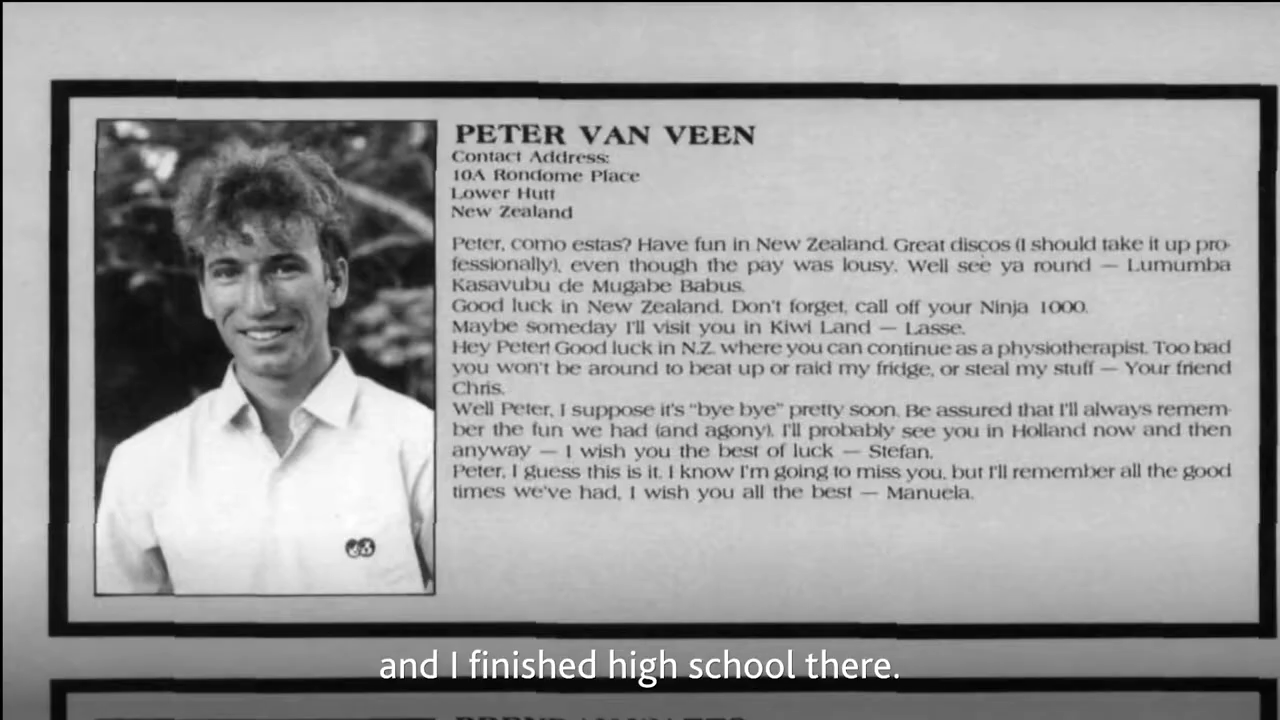 PETER VAN VEEN
Contact Address:
10A Rondome Place
Lower Hutt
New Zealand
Peter, como estas? Have fun in New Zealand. Great discos (I should take it up pro-
fessionally), even though the pay was lousy. Well see ya round — Lumumba
Kasavubu de Mugabe Babus.
Good luck in New Zealand. Don't forget, call off your Ninja 1000.
Maybe someday I'll visit you in Kiwi Land — Lasse.
Hey Peter! Good luck in N.Z. where you can continue as a physiotherapist. Too bad
you won't be around to beat up or raid my fridge, or steal my stuff — Your friend
Chris.
Well Peter, I suppose it's "bye bye" pretty soon. Be assured that I'll always remem-
ber the fun we had (and agony). I'll probably see you in Holland now and then
anyway — I wish you the best of luck — Stefan.
Peter, I guess this is it. I know I'm going to miss you, but I'll remember all the good
times we've had, I wish you all the best — Manuela.
and I finished high school there.